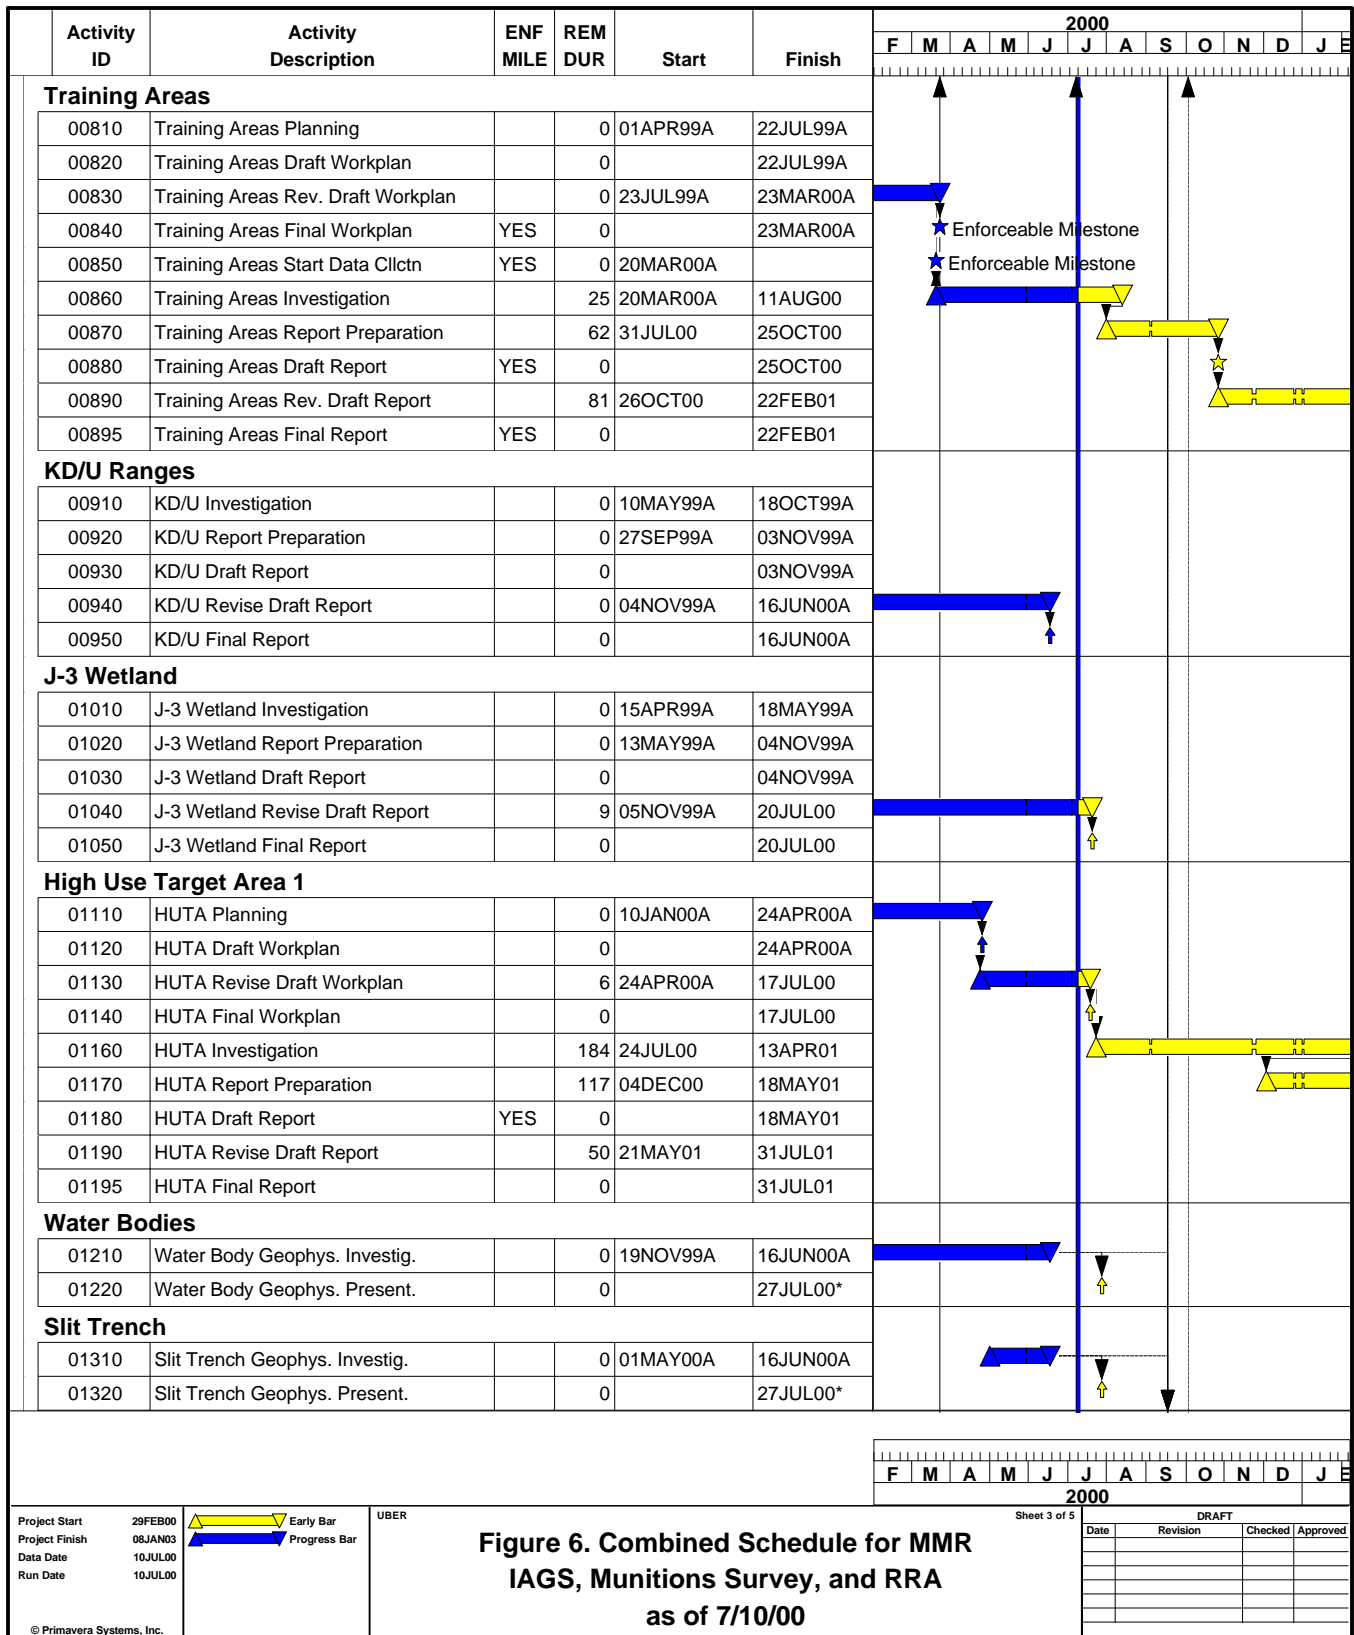 Activity ID Activity Description ENF MILE REM DUR Start Finish
2000
F M A M J J A S O N D J
Training Areas
00810 Training Areas Planning 0 01APR99A 22JUL99A
00820 Training Areas Draft Workplan 0 22JUL99A
00830 Training Areas Rev. Draft Workplan 0 23JUL99A 23MAR00A
00840 Training Areas Final Workplan YES 0 23MAR00A Enforceable Milestone
00850 Training Areas Start Data Cllctn YES 0 20MAR00A Enforceable Milestone
00860 Training Areas Investigation 25 20MAR00A 11AUG00
00870 Training Areas Report Preparation 62 31JUL00 25OCT00
00880 Training Areas Draft Report YES 0 25OCT00
00890 Training Areas Rev. Draft Report 81 26OCT00 22FEB01
00895 Training Areas Final Report YES 0 22FEB01
KD/U Ranges
00910 KD/U Investigation 0 10MAY99A 18OCT99A
00920 KD/U Report Preparation 0 27SEP99A 03NOV99A
00930 KD/U Draft Report 0 03NOV99A
00940 KD/U Revise Draft Report 0 04NOV99A 16JUN00A
00950 KD/U Final Report 0 16JUN00A
J-3 Wetland
01010 J-3 Wetland Investigation 0 15APR99A 18MAY99A
01020 J-3 Wetland Report Preparation 0 13MAY99A 04NOV99A
01030 J-3 Wetland Draft Report 0 04NOV99A
01040 J-3 Wetland Revise Draft Report 9 05NOV99A 20JUL00
01050 J-3 Wetland Final Report 0 20JUL00
High Use Target Area 1
01110 HUTA Planning 0 10JAN00A 24APR00A
01120 HUTA Draft Workplan 0 24APR00A
01130 HUTA Revise Draft Workplan 6 24APR00A 17JUL00
01140 HUTA Final Workplan 0 17JUL00
01160 HUTA Investigation 184 24JUL00 13APR01
01170 HUTA Report Preparation 117 04DEC00 18MAY01
01180 HUTA Draft Report YES 0 18MAY01
01190 HUTA Revise Draft Report 50 21MAY01 31JUL01
01195 HUTA Final Report 0 31JUL01
Water Bodies
01210 Water Body Geophys. Investig. 0 19NOV99A 16JUN00A
01220 Water Body Geophys. Present. 0 27JUL00*
Slit Trench
01310 Slit Trench Geophys. Investig. 0 01MAY00A 16JUN00A
01320 Slit Trench Geophys. Present. 0 27JUL00*
F M A M J J A S O N D J
2000
Project Start 29FEB00
Project Finish 08JAN03
Data Date 10JUL00
Run Date 10JUL00
© Primavera Systems, Inc.
Early Bar
Progress Bar
UBER
Sheet 3 of 5
Figure 6. Combined Schedule for MMR
IAGS, Munitions Survey, and RRA
as of 7/10/00
DRAFT
Date Revision Checked Approved